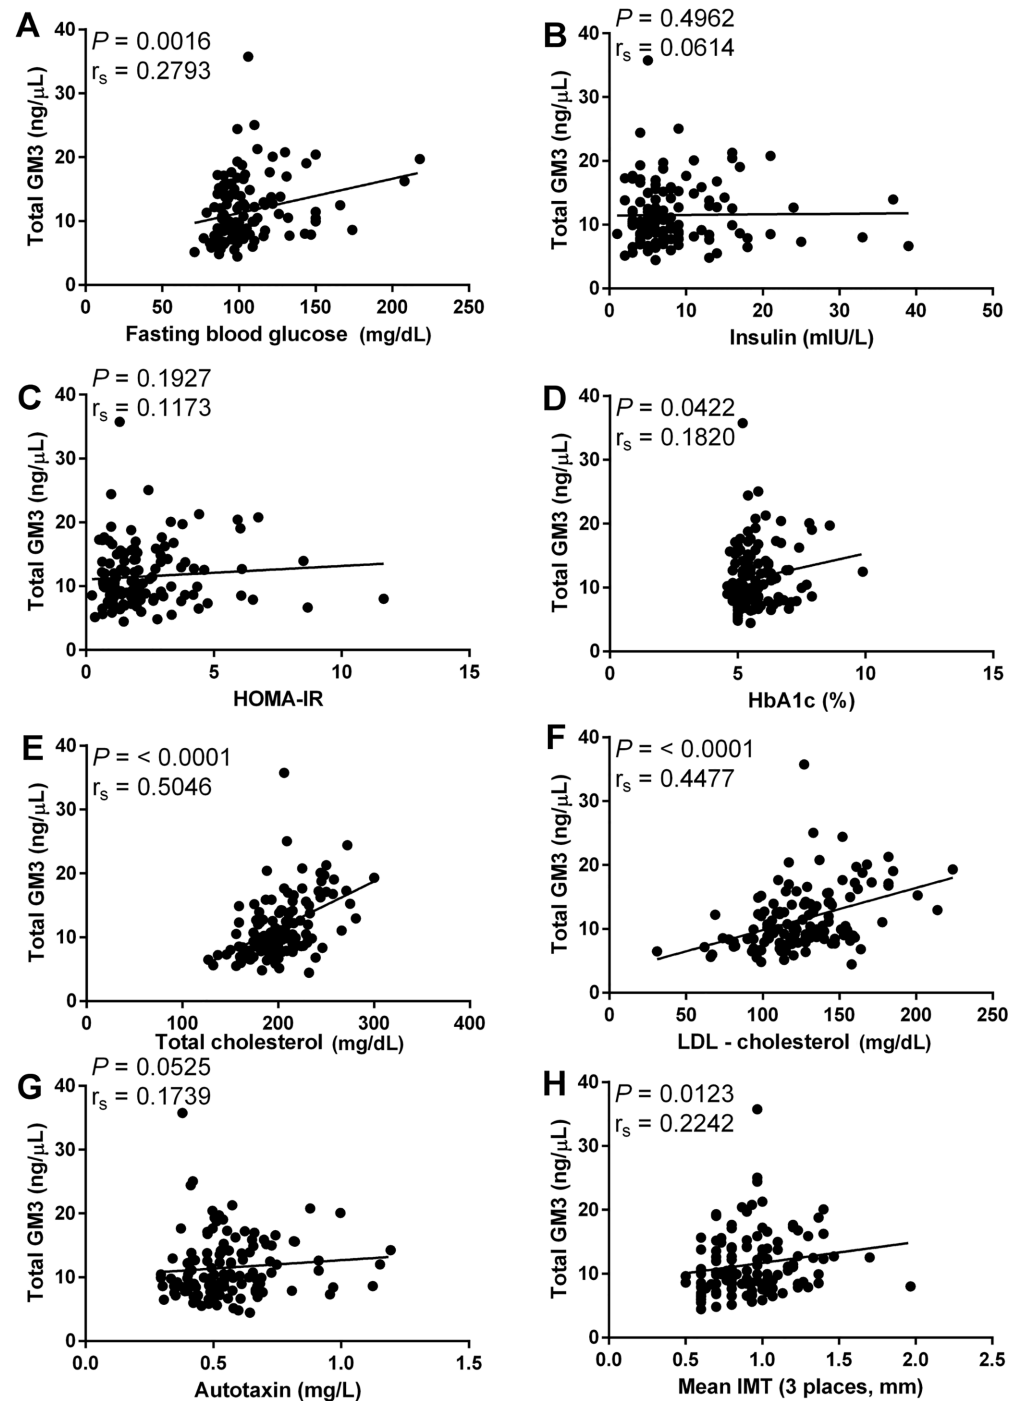 A
P = 0.0016
rs = 0.2793
Total GM3 (ng/μL)
40
30
20
10
0
0 50 100 150 200 250
Fasting blood glucose (mg/dL)
B
P = 0.4962
rs = 0.0614
Total GM3 (ng/μL)
40
30
20
10
0
0 10 20 30 40 50
Insulin (mIU/L)
C
P = 0.1927
rs = 0.1173
Total GM3 (ng/μL)
40
30
20
10
0
0 5 10 15
HOMA-IR
D
P = 0.0422
rs = 0.1820
Total GM3 (ng/μL)
40
30
20
10
0
0 5 10 15
HbA1c (%)
E
P = < 0.0001
rs = 0.5046
Total GM3 (ng/μL)
40
30
20
10
0
0 100 200 300 400
Total cholesterol (mg/dL)
F
P = < 0.0001
rs = 0.4477
Total GM3 (ng/μL)
40
30
20
10
0
0 50 100 150 200 250
LDL - cholesterol (mg/dL)
G
P = 0.0525
rs = 0.1739
Total GM3 (ng/μL)
40
30
20
10
0
0.0 0.5 1.0 1.5
Autotaxin (mg/L)
H
P = 0.0123
rs = 0.2242
Total GM3 (ng/μL)
40
30
20
10
0
0.0 0.5 1.0 1.5 2.0 2.5
Mean IMT (3 places, mm)